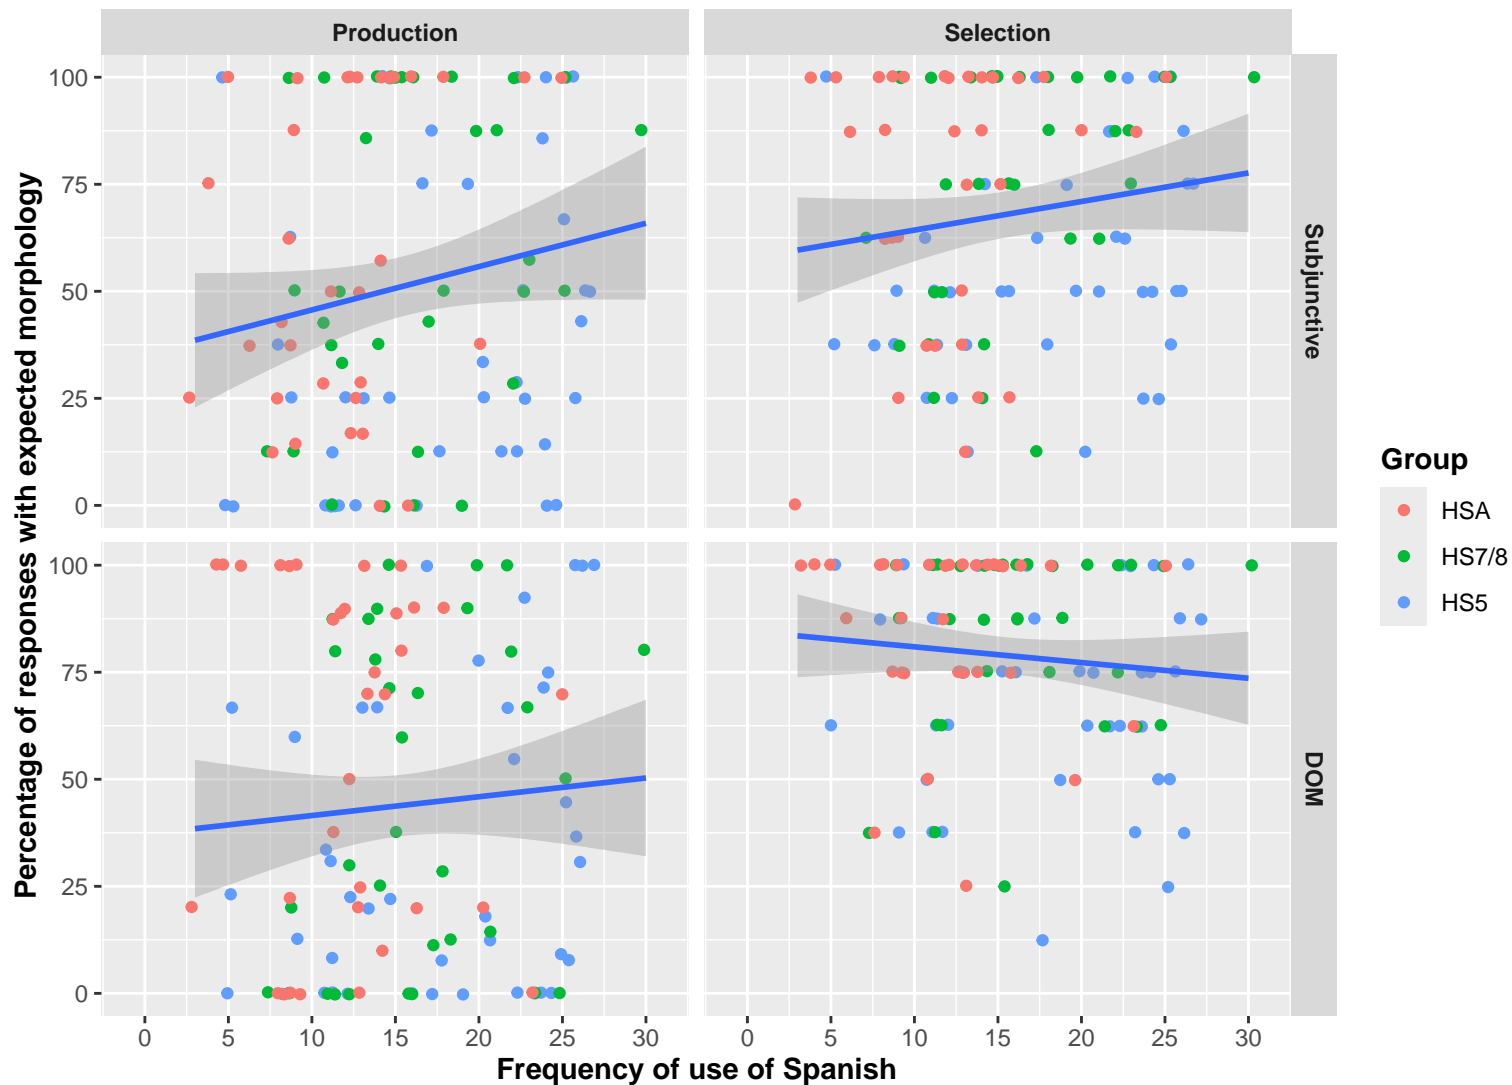 Production
Selection
100
75
50
25
0
Subjunctive
100
75
50
25
0
DOM
0 5 10 15 20 25 30
0 5 10 15 20 25 30
Percentage of responses with expected morphology
Frequency of use of Spanish
Group
HSA
HS7/8
HS5